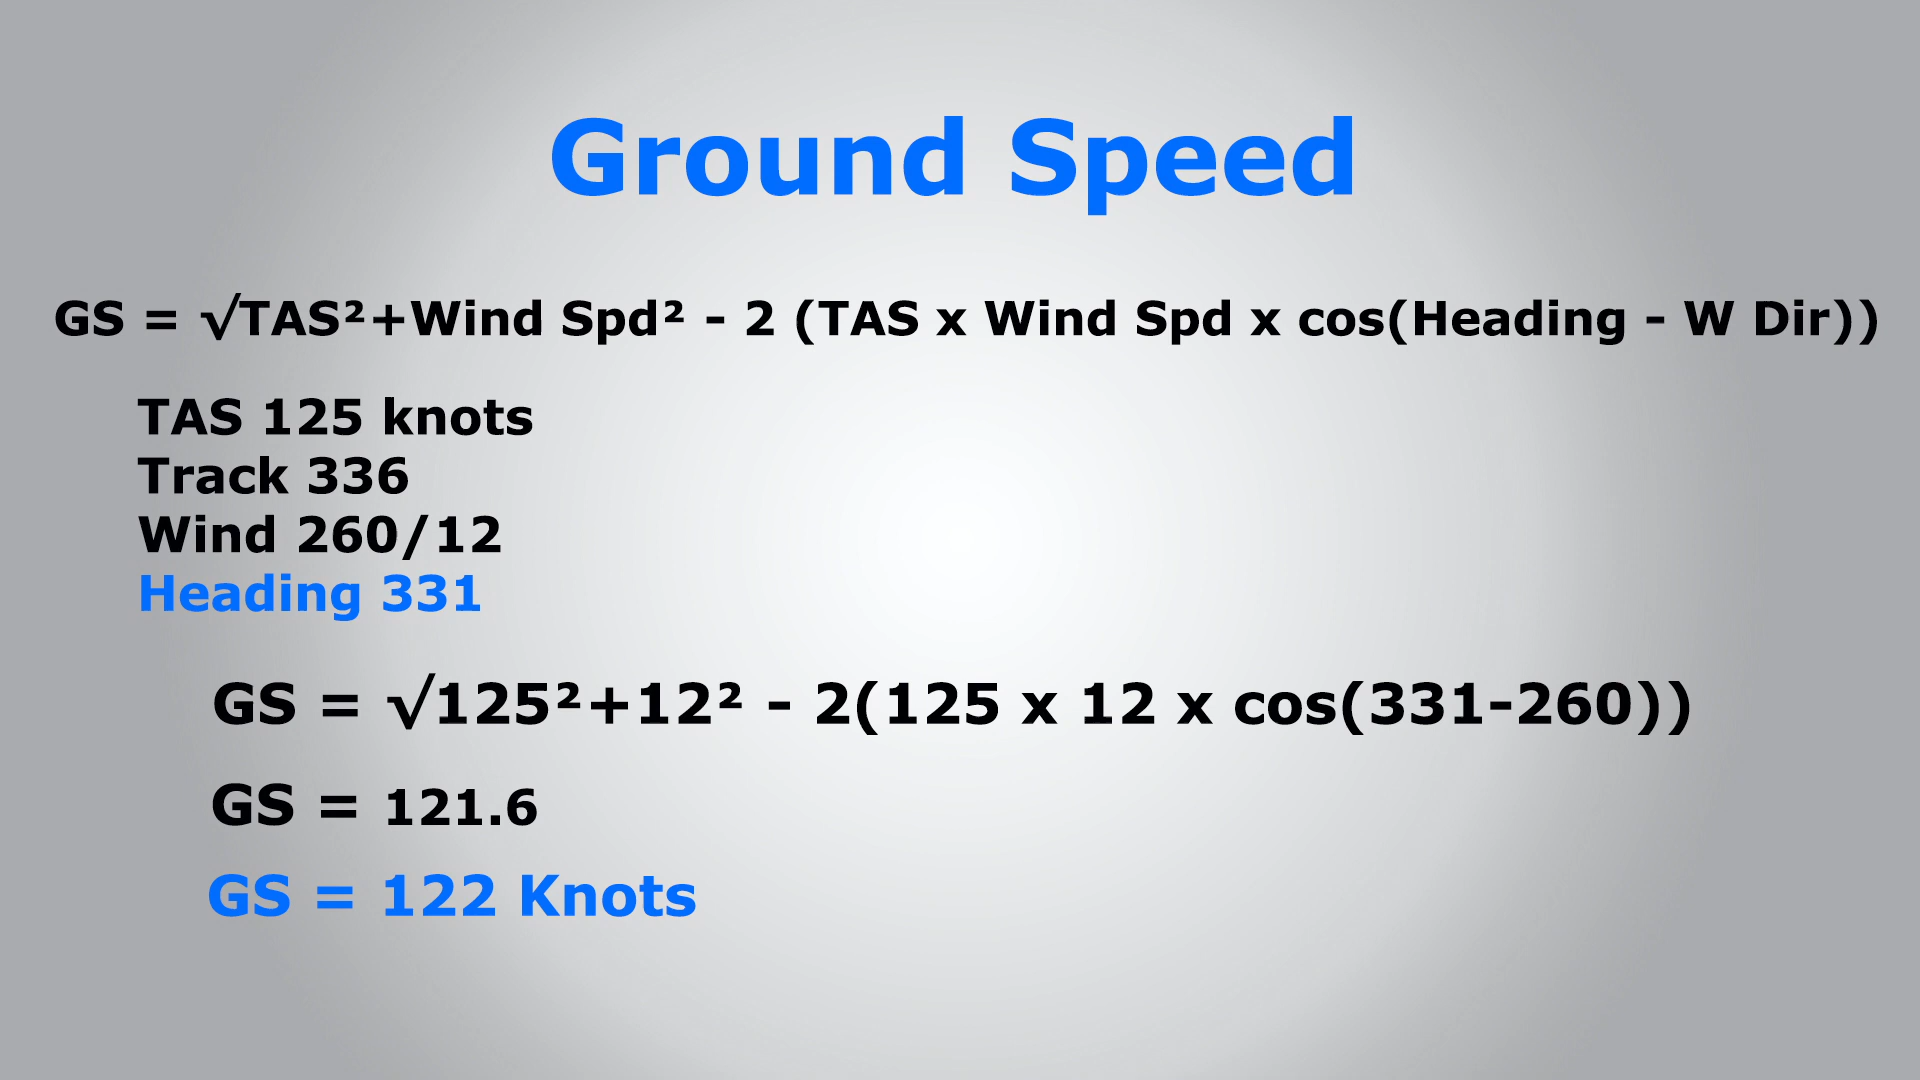 Ground Speed
GS = √TAS²+Wind Spd² - 2 (TAS x Wind Spd x cos(Heading - W Dir))
TAS 125 knots
Track 336
Wind 260/12
Heading 331
GS = √125²+12² - 2(125 x 12 x cos(331-260))
GS = 121.6
GS = 122 Knots